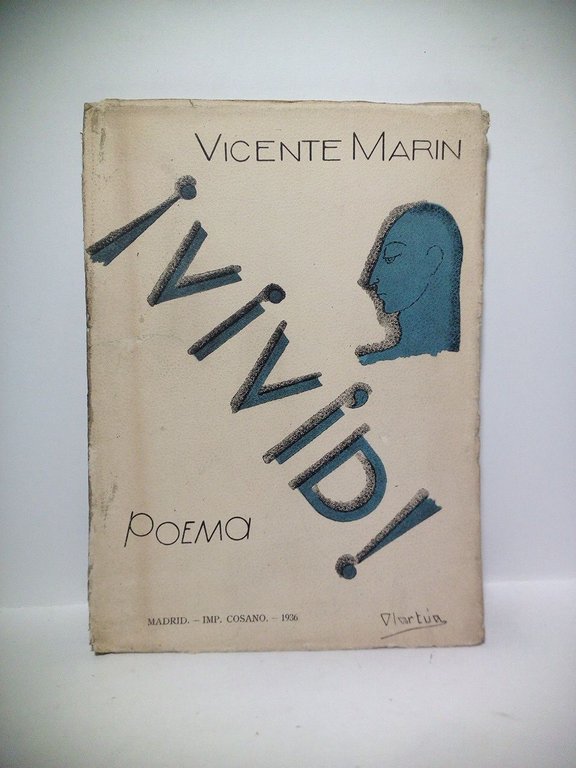 VICENTE MARIN
¡VIVID!
POEMA
MADRID. - IMP. COSANO. - 1936